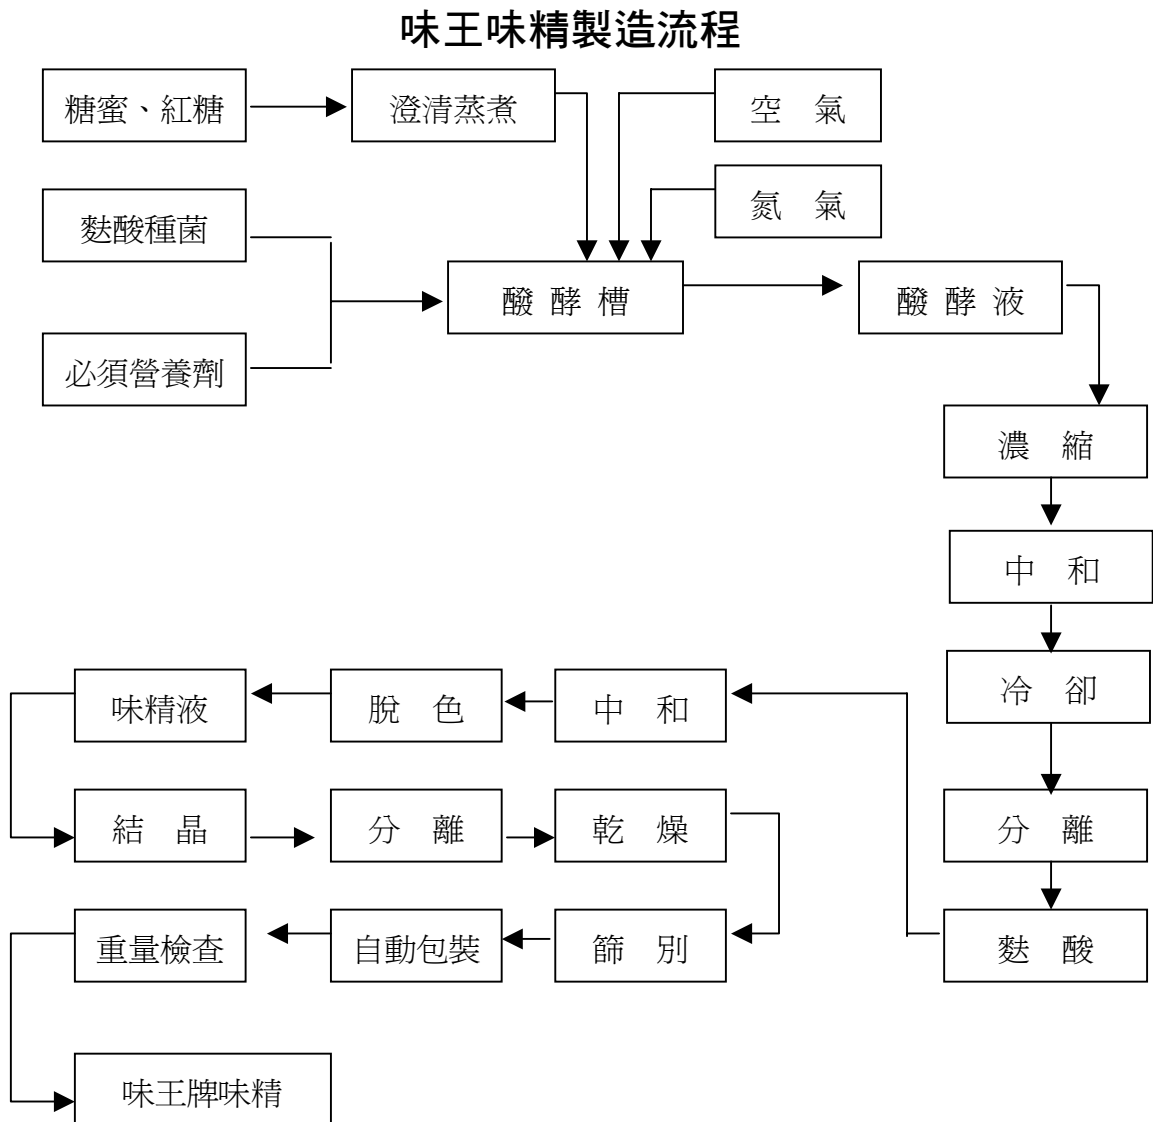 味王味精製造流程
糖蜜、紅糖
澄清蒸煮
空 氣
氮 氣
麩酸種菌
必須營養劑
醱 酵 槽
醱 酵 液
濃 縮
中 和
冷 卻
分 離
麩 酸
中 和
脫 色
味精液
結 晶
分 離
乾 燥
篩 別
自動包裝
重量檢查
味王牌味精